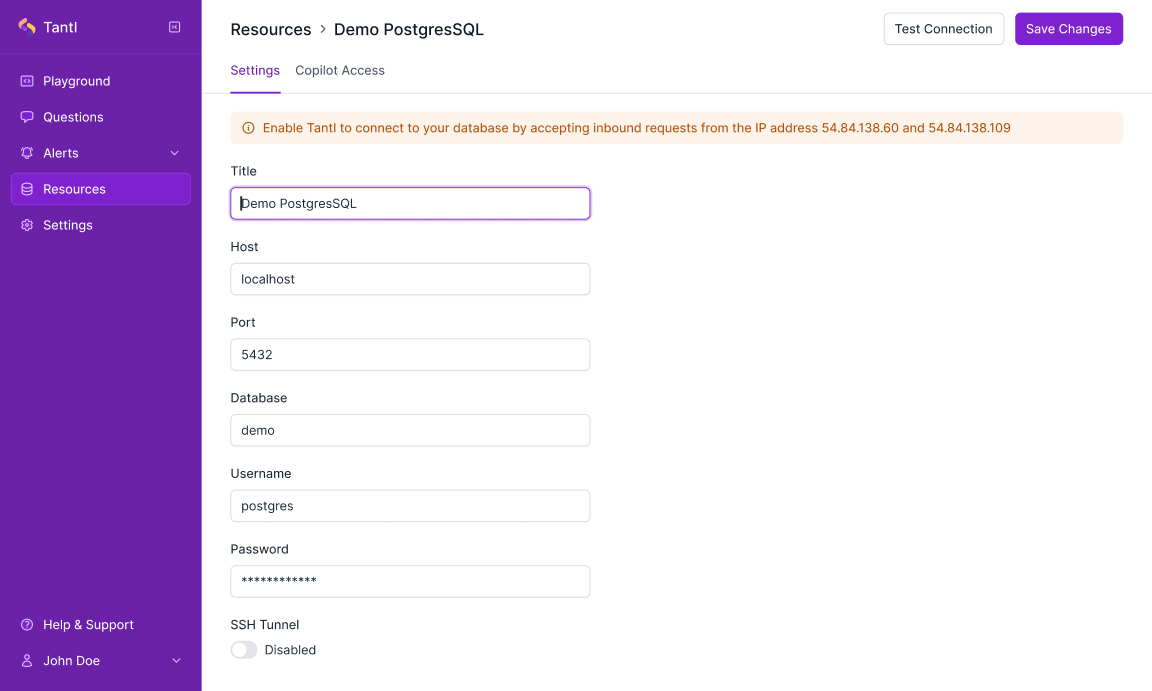 Tantl
Playground
Questions
Alerts
Resources
Settings
Help & Support
John Doe
Resources > Demo PostgresSQL
Test Connection
Save Changes
Settings
Copilot Access
Enable Tantl to connect to your database by accepting inbound requests from the IP address 54.84.138.60 and 54.84.138.109
Title
Demo PostgresSQL
Host
localhost
Port
5432
Database
demo
Username
postgres
Password
************
SSH Tunnel
Disabled